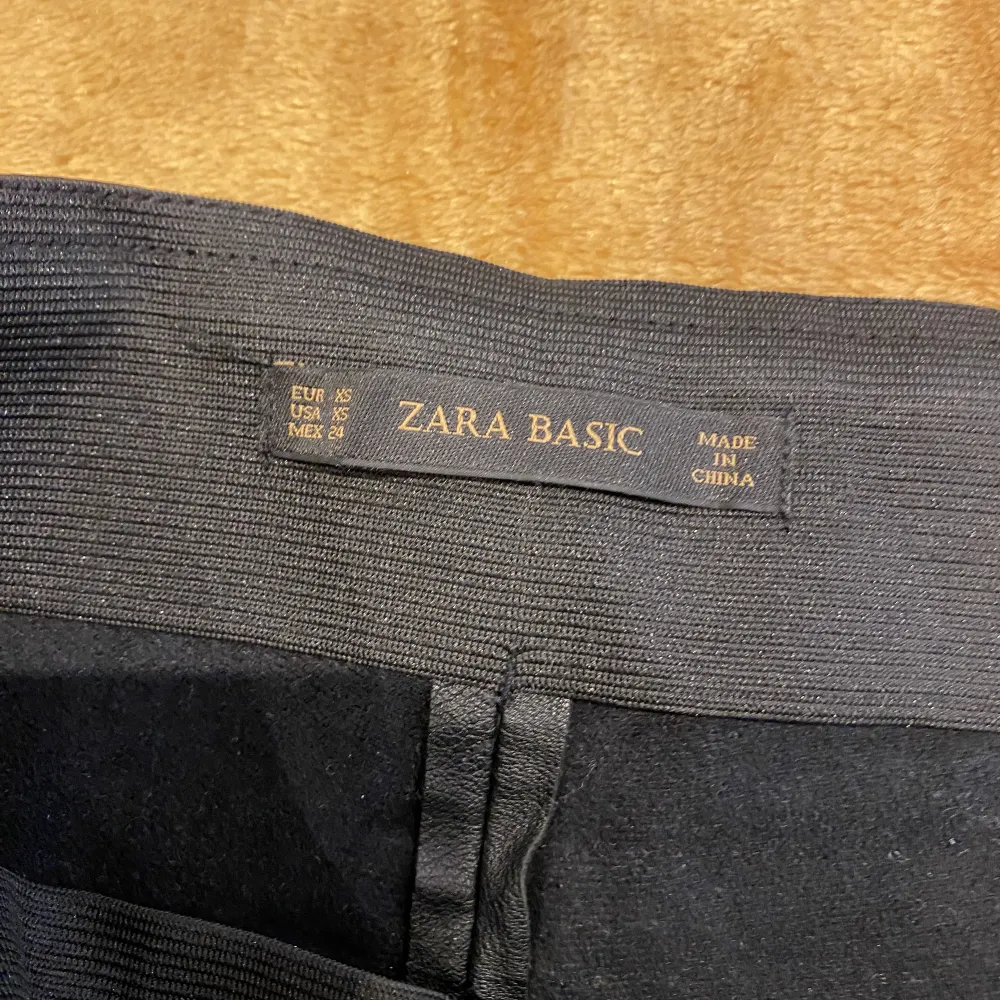 EUR XS
USA XS
MEX 24
ZARA BASIC
MADE
IN
CHINA